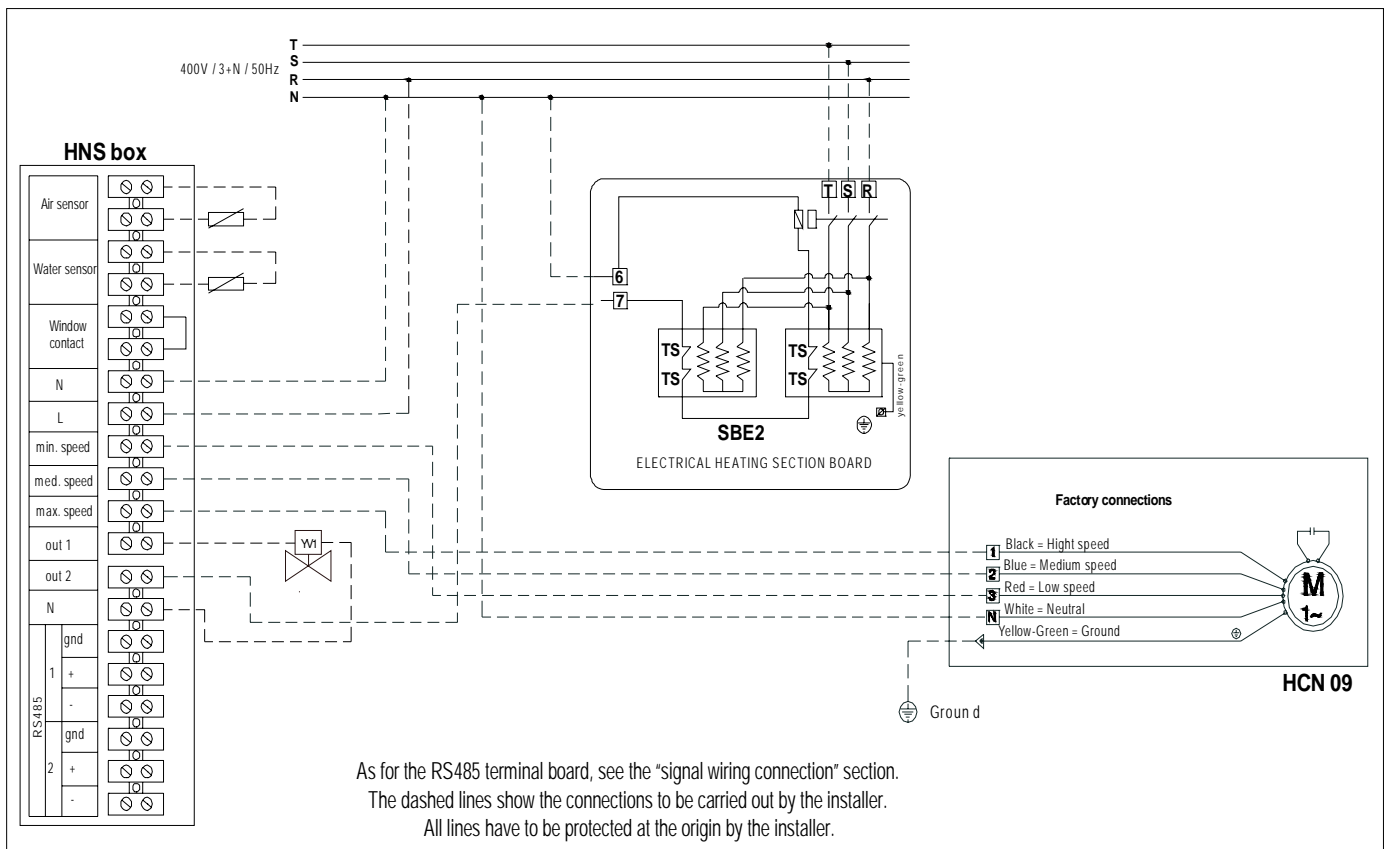 T
S
400V / 3+N / 50Hz
R
N
HNS box
Air sensor
Water sensor
Window
contact
N
L
min. speed
med. speed
max. speed
out 1
out 2
N
RS485
1
gnd
+
-
2
gnd
+
-
YV1
T S R
6
7
TS
TS
TS
TS
yellow-green
SBE2
ELECTRICAL HEATING SECTION BOARD
Factory connections
1 Black = Hight speed
2 Blue = Medium speed
3 Red = Low speed
N White = Neutral
Yellow-Green = Ground
M
1~
HCN 09
Groun d
As for the RS485 terminal board, see the “signal wiring connection” section.
The dashed lines show the connections to be carried out by the installer.
All lines have to be protected at the origin by the installer.